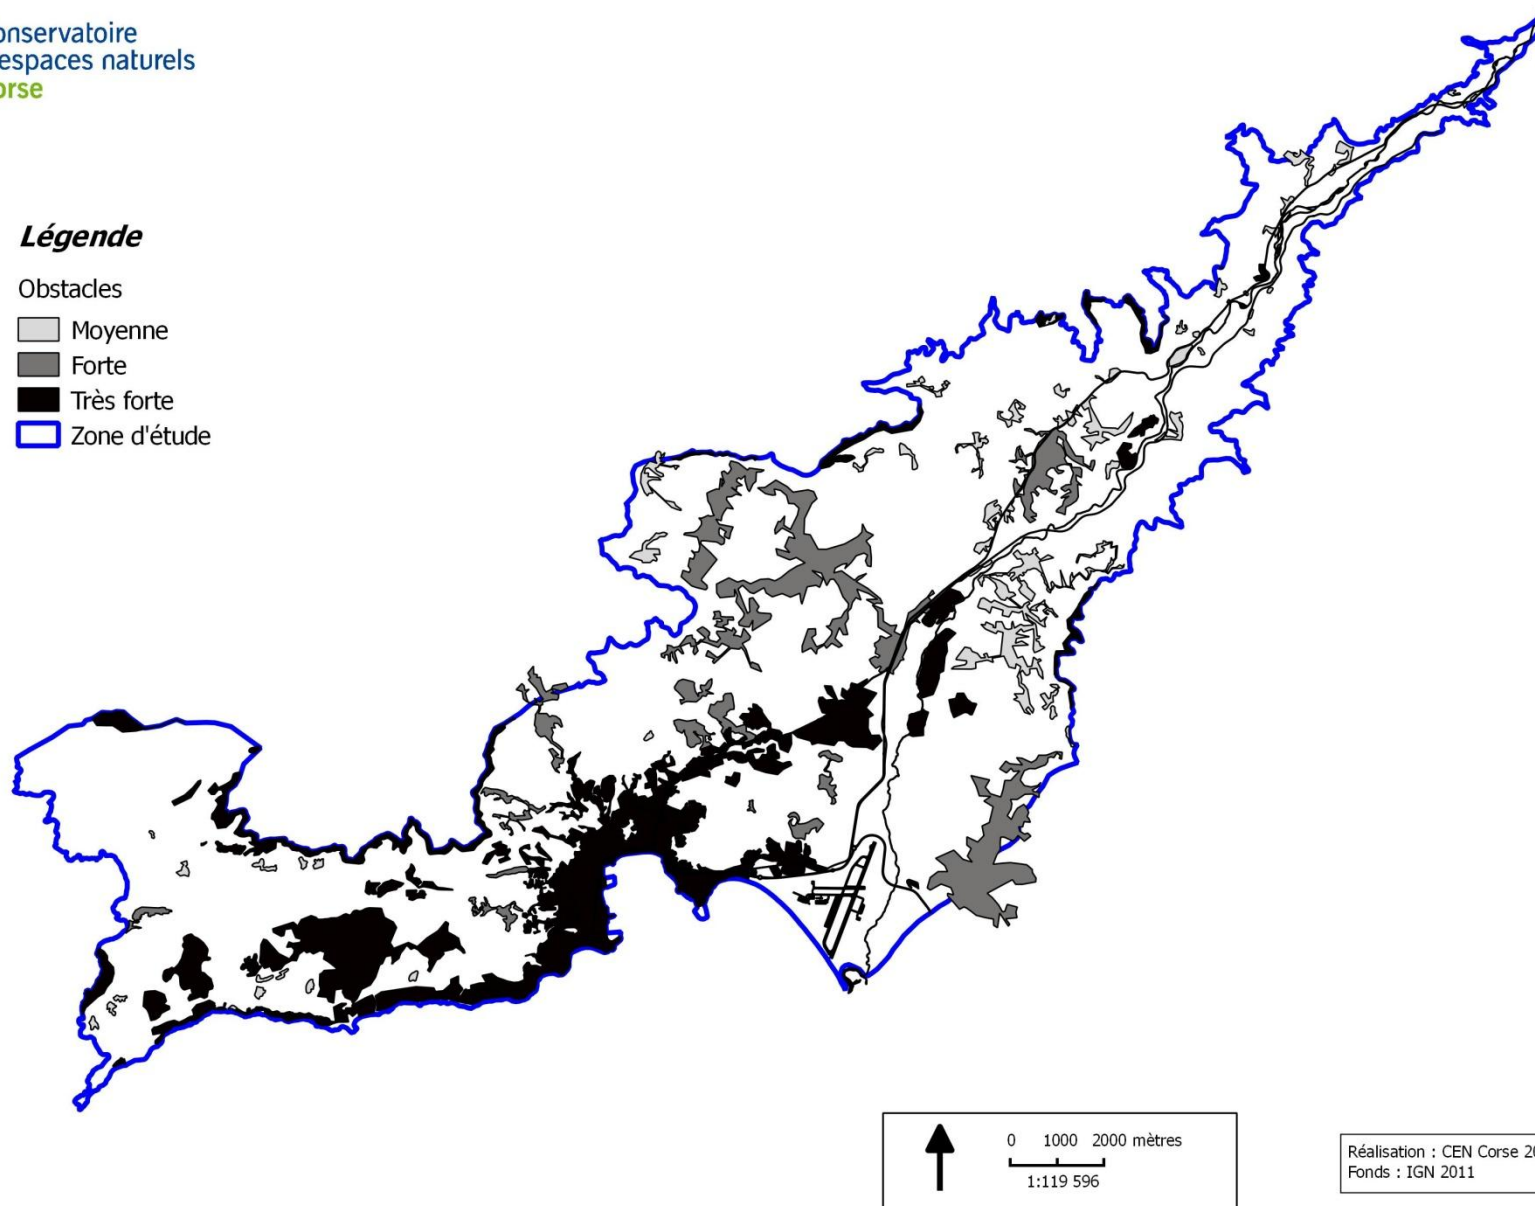 onservatoire
espaces naturels
orse
Légende
Obstacles
Moyenne
Forte
Très forte
Zone d'étude
0 1000 2000 mètres
1:119 596
Réalisation : CEN Corse 20
Fonds : IGN 2011